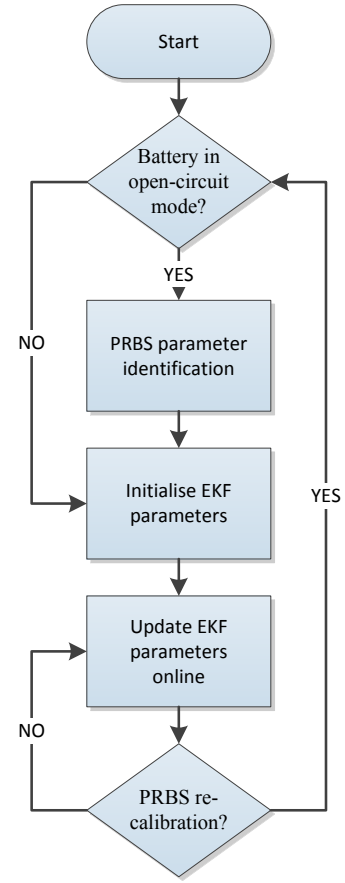 Start
Battery in
open-circuit
mode?
YES
PRBS parameter
identification
NO
Initialise EKF
parameters
YES
Update EKF
parameters
online
NO
PRBS re-
calibration?